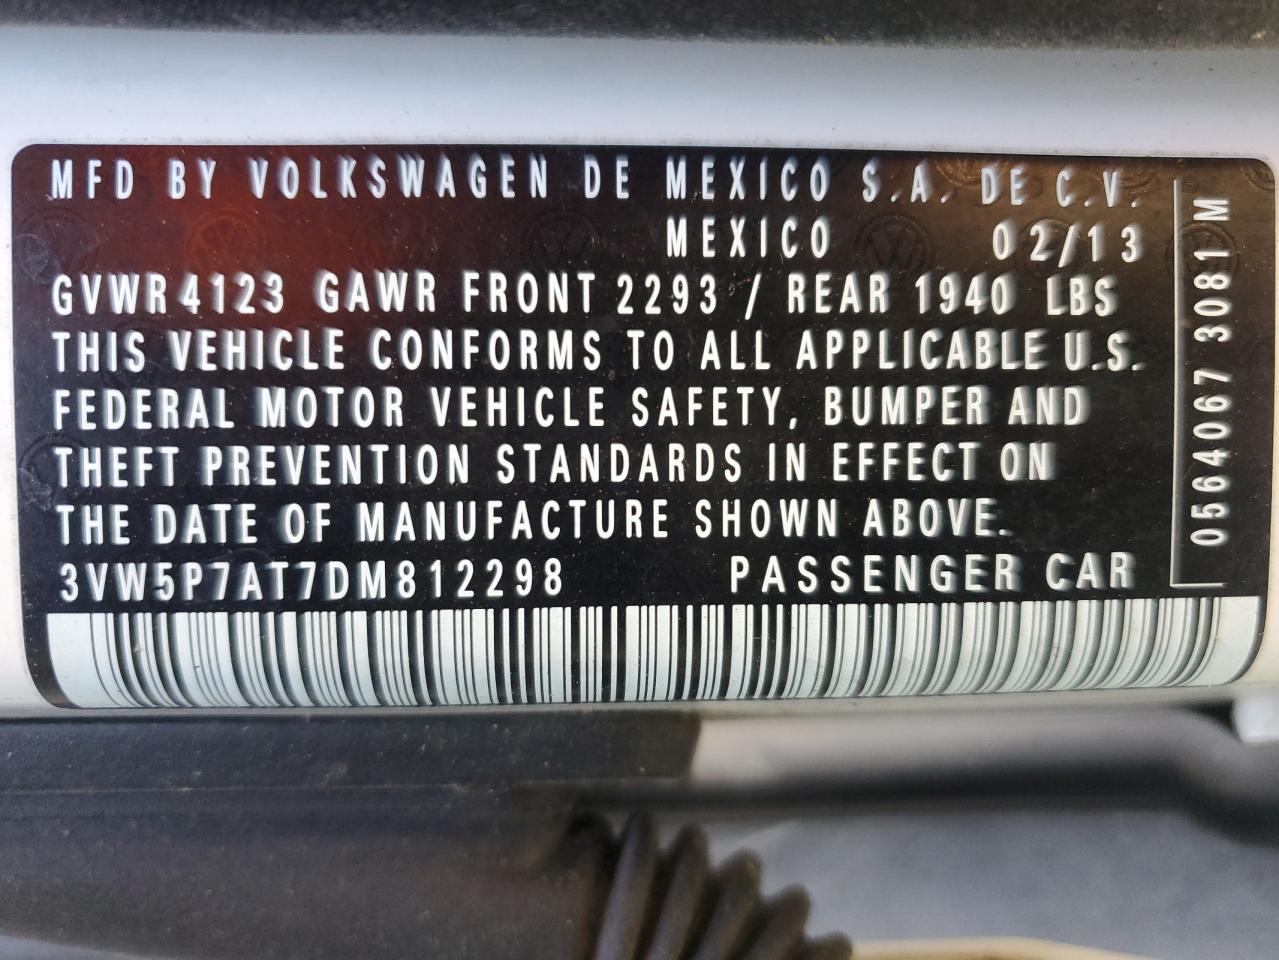 MFD BY VOLKSWAGEN DE MEXICO S.A. DE C.V.
MEXICO 02/13
GVWR 4123 GAWR FRONT 2293 / REAR 1940 LBS
THIS VEHICLE CONFORMS TO ALL APPLICABLE U.S.
FEDERAL MOTOR VEHICLE SAFETY, BUMPER AND
THEFT PREVENTION STANDARDS IN EFFECT ON
THE DATE OF MANUFACTURE SHOWN ABOVE.
3VW5P7AT7DM812298 PASSENGER CAR
0564067 3081 M